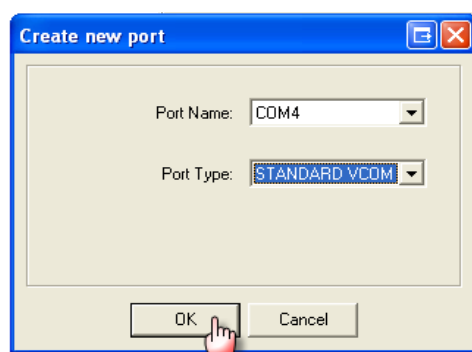 Create new port
Port Name: COM4
Port Type: STANDARD VCOM
OK Cancel